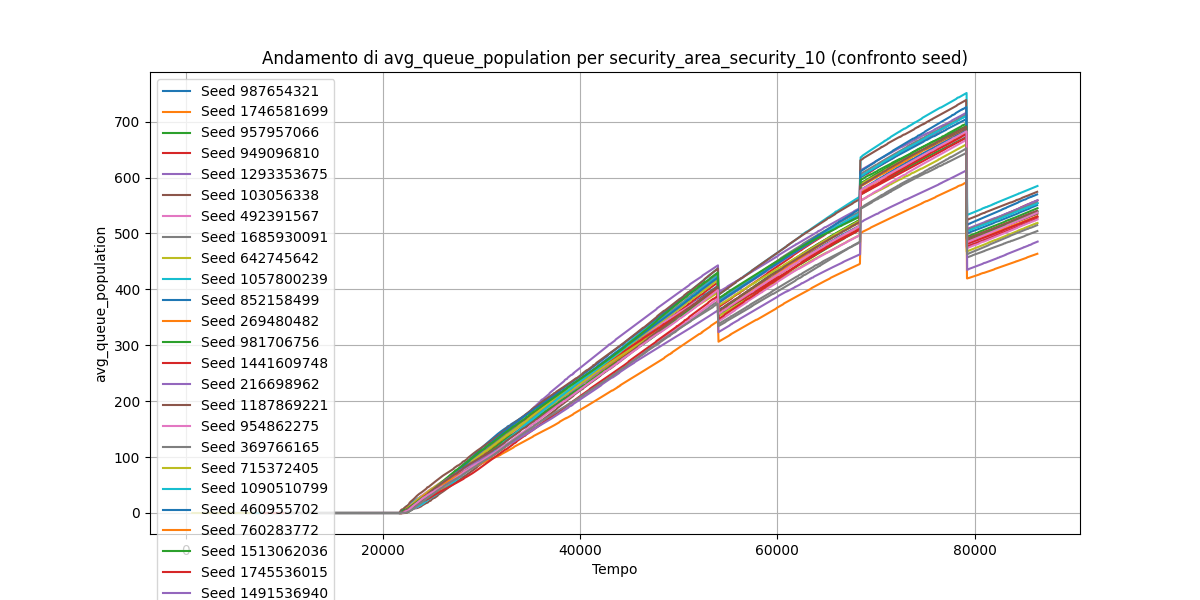 Andamento di avg_queue_population per security_area_security_10 (confronto seed)
avg_queue_population
700
600
500
400
300
200
100
0
Seed 987654321
Seed 1746581699
Seed 957957066
Seed 949096810
Seed 1293353675
Seed 103056338
Seed 492391567
Seed 1685930091
Seed 642745642
Seed 1057800239
Seed 852158499
Seed 269480482
Seed 981706756
Seed 1441609748
Seed 216698962
Seed 1187869221
Seed 954862275
Seed 369766165
Seed 715372405
Seed 1090510799
Seed 460955702
Seed 760283772
Seed 1513062036
Seed 1745536015
Seed 1491536940
0 20000 40000 60000 80000
Tempo